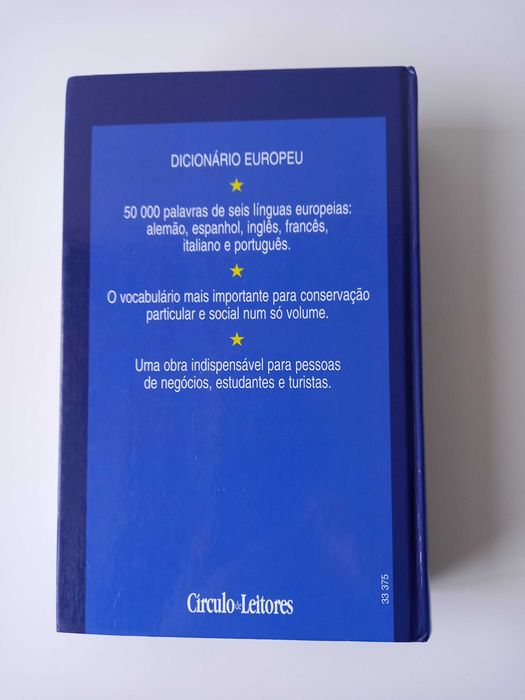 DICIONÁRIO EUROPEU
50 000 palavras de seis línguas europeias:
alemão, espanhol, inglês, francês,
italiano e português.
O vocabulário mais importante para conservação
particular e social num só volume.
Uma obra indispensável para pessoas
de negócios, estudantes e turistas.
Círculo de Leitores
33 375